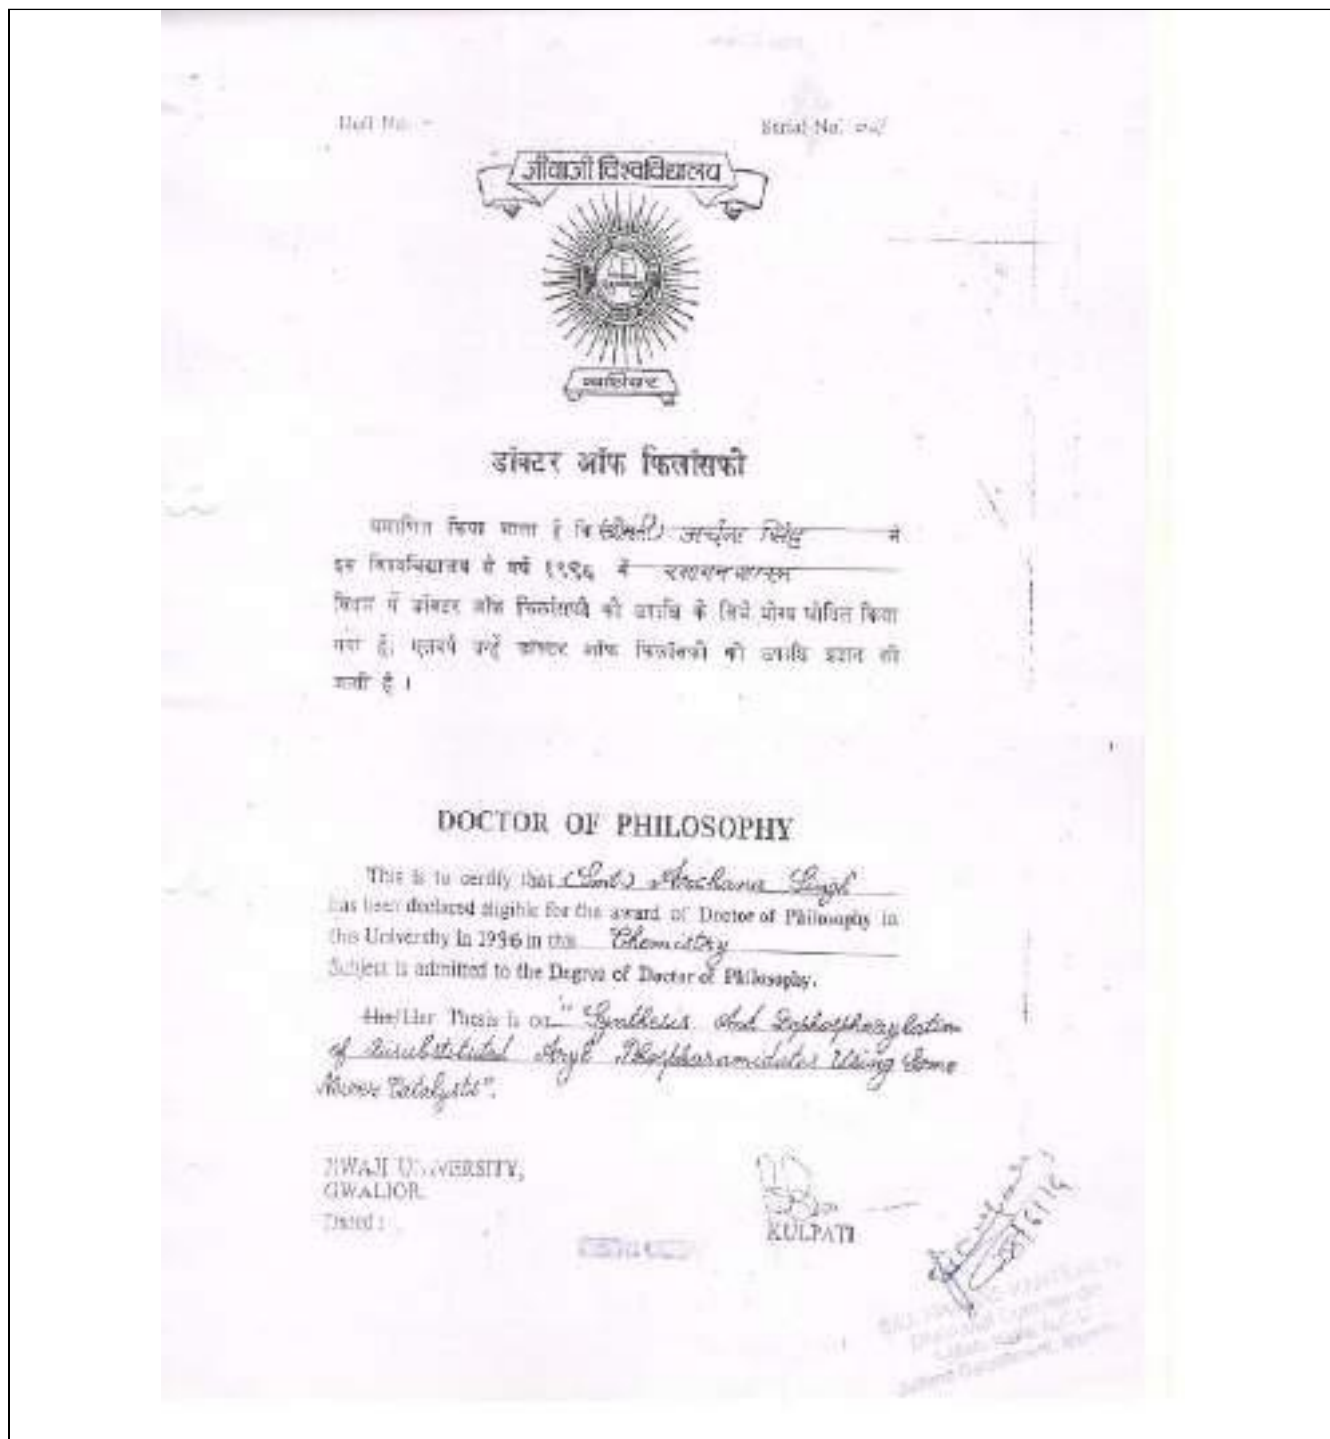 Serial No.
जीवाजी विश्वविद्यालय
ग्वालियर
डॉक्टर ऑफ फिलॉसफी
प्रमाणित किया जाता है कि (श्रीमती) अर्चना सिंह ने
इस विश्वविद्यालय से वर्ष १९९६ में रसायन शास्त्र
विषय में डॉक्टर ऑफ फिलॉसफी की उपाधि के लिये योग्य घोषित किया
गया है। एतदर्थ उन्हें डॉक्टर ऑफ फिलॉसफी की उपाधि प्रदान की
जाती है ।
DOCTOR OF PHILOSOPHY
This is to certify that (Smt.) Archana Singh
has been declared eligible for the award of Doctor of Philosophy in
this University in 1996 in the Chemistry
Subject is admitted to the Degree of Doctor of Philosophy.
His/Her Thesis is on "Synthesis And Dephosphorylation
of Aryl Phosphoramidates Using Some
Catalysts".
JIWAJI UNIVERSITY,
GWALIOR.
Dated :
KULPATI